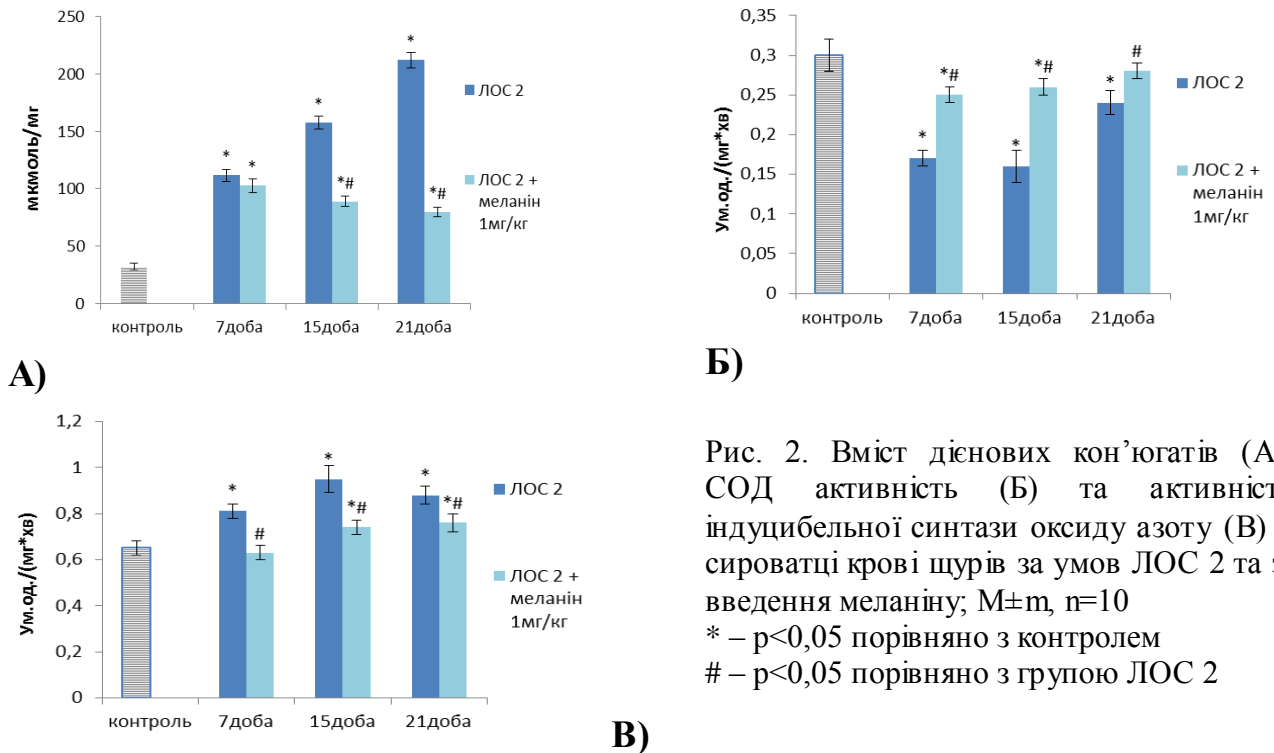 250
200
150
100
50
0
мкмоль/мг
*
*
*
*#
*
*#
контроль
7доба
15доба
21доба
ЛОС 2
ЛОС 2 +
меланін
1мг/кг
А)
0,35
0,3
0,25
0,2
0,15
0,1
0,05
0
Ум.од./(мг*хв)
*
*#
*
*#
*
#
контроль
7доба
15доба
21доба
ЛОС 2
ЛОС 2 +
меланін
1мг/кг
Б)
1,2
1
0,8
0,6
0,4
0,2
0
Ум.од./(мг*хв)
*
#
*
*#
*
*#
контроль
7доба
15доба
21доба
ЛОС 2
ЛОС 2 +
меланін
1мг/кг
В)
Рис. 2. Вміст дієнових кон’югатів (А
СОД активність (Б) та активніст
індуцибельної синтази оксиду азоту (В)
сироватці крові щурів за умов ЛОС 2 та з
введення меланіну; M±m, n=10
* – p<0,05 порівняно з контролем
# – p<0,05 порівняно з групою ЛОС 2